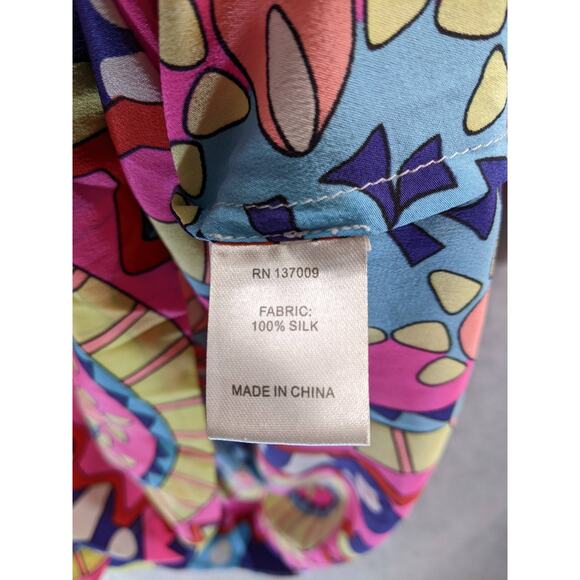 RN 137009
FABRIC:
100% SILK
MADE IN CHINA